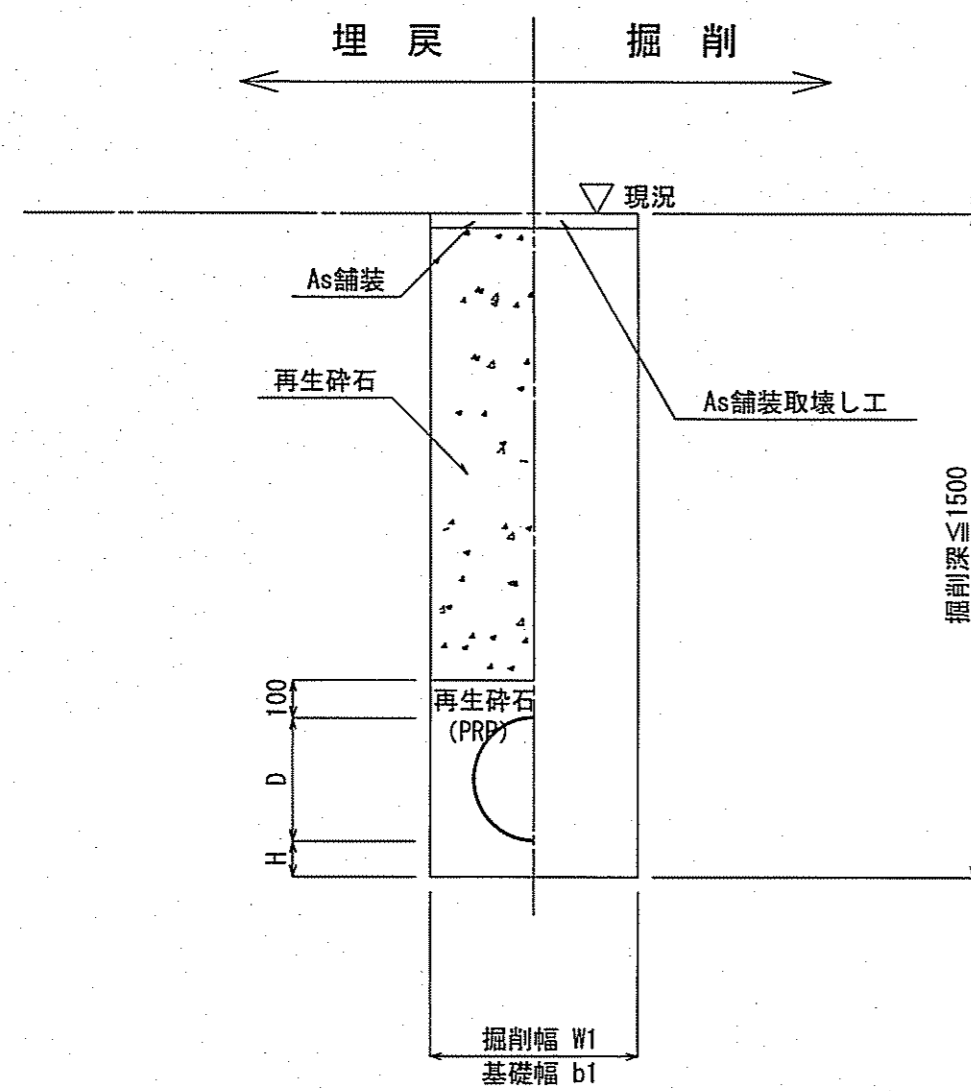 埋戻
掘削
現況
As舗装
再生砕石
As舗装取壊し工
掘削深≦1500
100
再生砕石
(PRP)
D
H
掘削幅 W1
基礎幅 b1